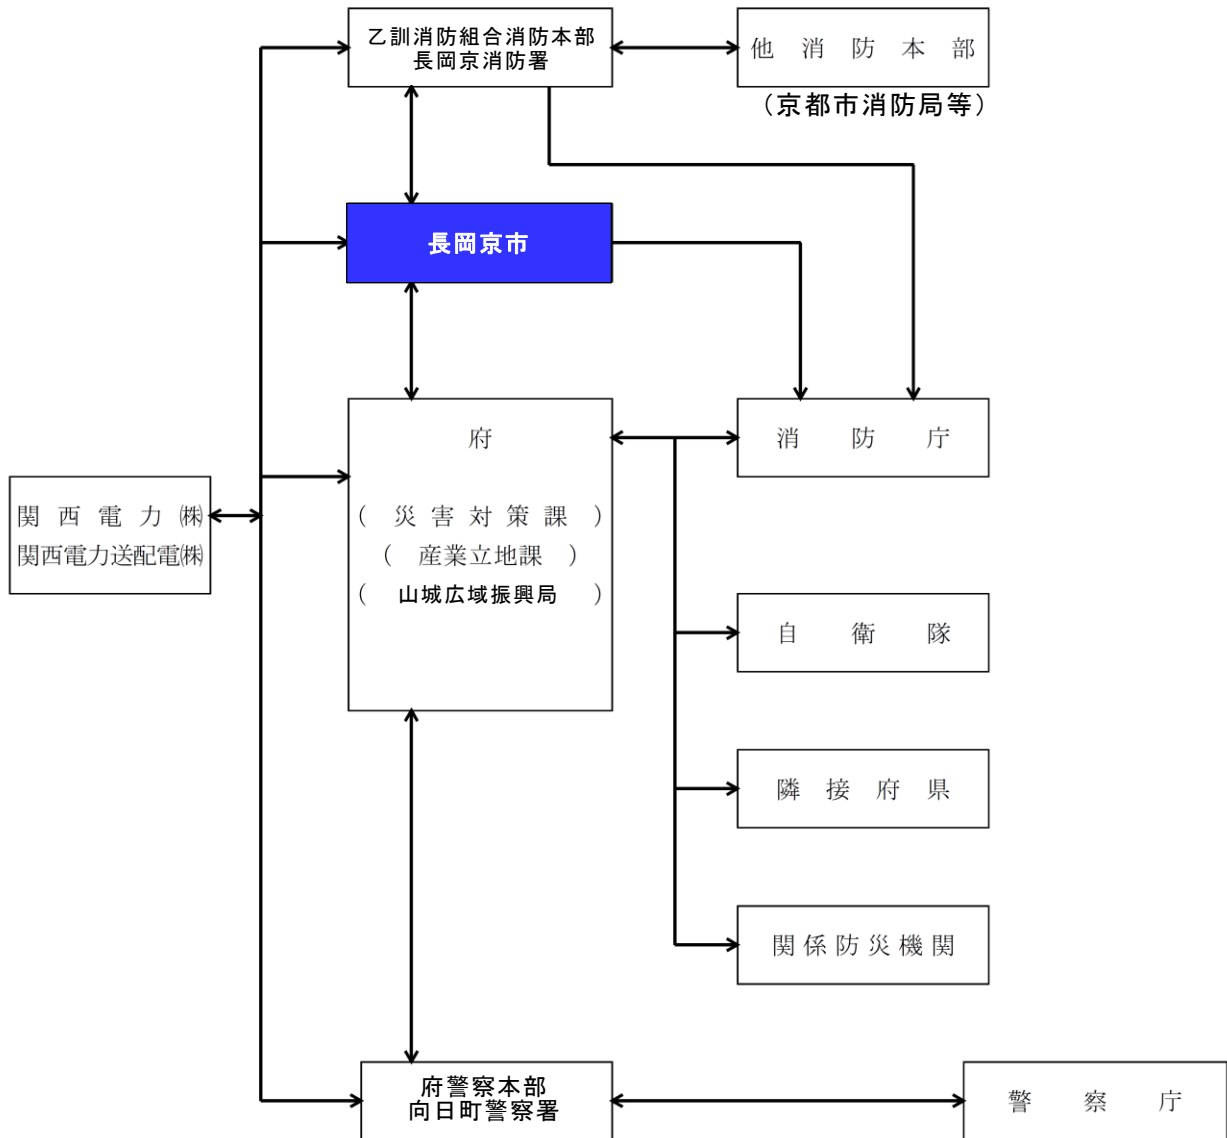 乙訓消防組合消防本部
長岡京消防署
他消防本部
（京都市消防局等）
長岡京市
府
（災害対策課）
（産業立地課）
（山城広域振興局）
消防庁
関西電力㈱
関西電力送配電㈱
自衛隊
隣接府県
関係防災機関
府警察本部
向日町警察署
警察庁